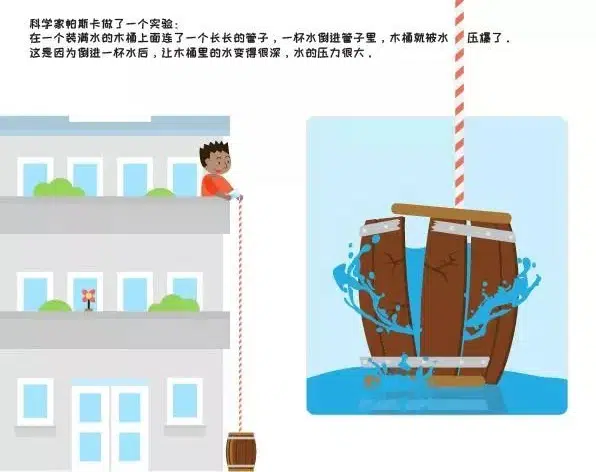 科学家帕斯卡做了一个实验：
在一个装满水的木桶上面连了一个长长的管子，一杯水倒进管子里，木桶就被水 压爆了．
这是因为倒进一杯水后，让木桶里的水变得很深，水的压力很大．